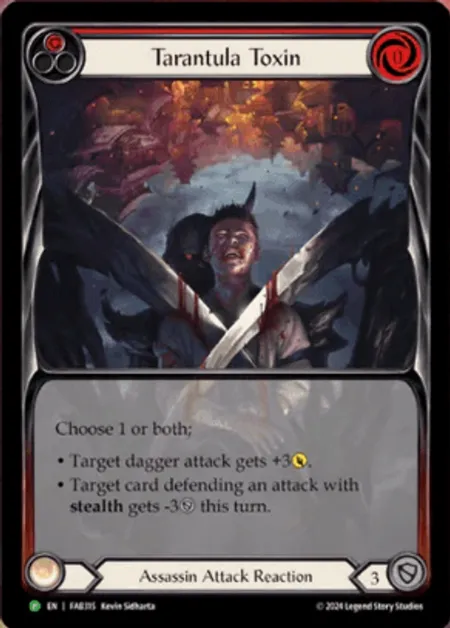 Tarantula Toxin
0
Choose 1 or both;
• Target dagger attack gets +3.
• Target card defending an attack with
stealth gets -3 this turn.
Assassin Attack Reaction
3
EN | FAB315 Kevin Sidharta
© 2024 Legend Story Studios